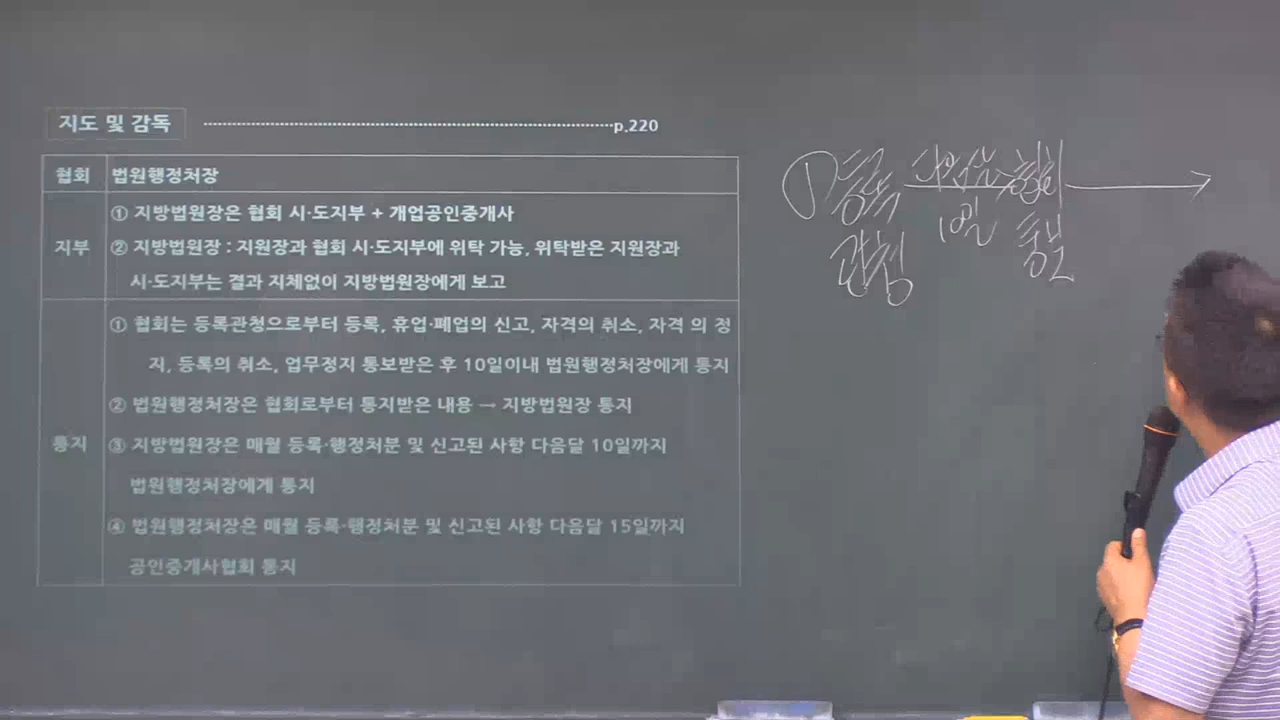 지도 및 감독 p.220
협회 법원행정처장
지부
① 지방법원장은 협회 시·도지부 + 개업공인중개사
② 지방법원장 : 지원장과 협회 시·도지부에 위탁 가능, 위탁받은 지원장과
시·도지부는 결과 지체없이 지방법원장에게 보고
통지
① 협회는 등록관청으로부터 등록, 휴업·폐업의 신고, 자격의 취소, 자격 의 정
지, 등록의 취소, 업무정지 통보받은 후 10일이내 법원행정처장에게 통지
② 법원행정처장은 협회로부터 통지받은 내용 → 지방법원장 통지
③ 지방법원장은 매월 등록·행정처분 및 신고된 사항 다음달 10일까지
법원행정처장에게 통지
④ 법원행정처장은 매월 등록·행정처분 및 신고된 사항 다음달 15일까지
공인중개사협회 통지
① 등록 다음달 협회
관청 10일 통보